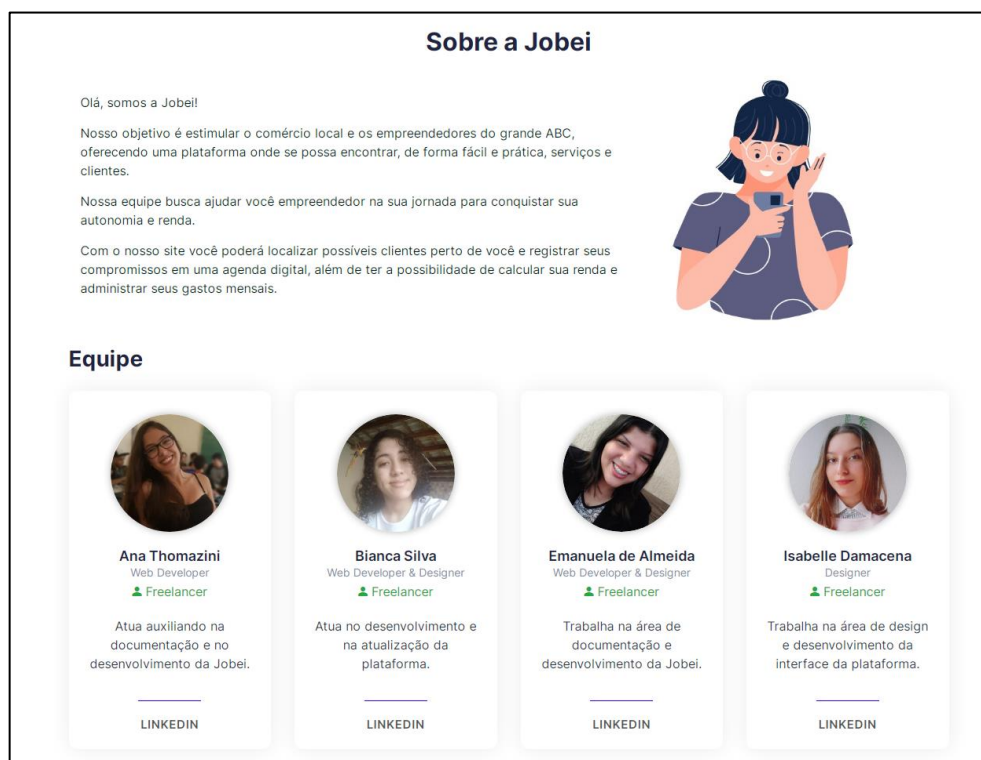 Sobre a Jobei
Olá, somos a Jobei!
Nosso objetivo é estimular o comércio local e os empreendedores do grande ABC,
oferecendo uma plataforma onde se possa encontrar, de forma fácil e prática, serviços e
clientes.
Nossa equipe busca ajudar você empreendedor na sua jornada para conquistar sua
autonomia e renda.
Com o nosso site você poderá localizar possíveis clientes perto de você e registrar seus
compromissos em uma agenda digital, além de ter a possibilidade de calcular sua renda e
administrar seus gastos mensais.
Equipe
Ana Thomazini
Web Developer
Freelancer
Atua auxiliando na
documentação e no
desenvolvimento da Jobei.
LINKEDIN
Bianca Silva
Web Developer & Designer
Freelancer
Atua no desenvolvimento e
na atualização da
plataforma.
LINKEDIN
Emanuela de Almeida
Web Developer & Designer
Freelancer
Trabalha na área de
documentação e
desenvolvimento da Jobei.
LINKEDIN
Isabelle Damacena
Designer
Freelancer
Trabalha na área de design
e desenvolvimento da
interface da plataforma.
LINKEDIN